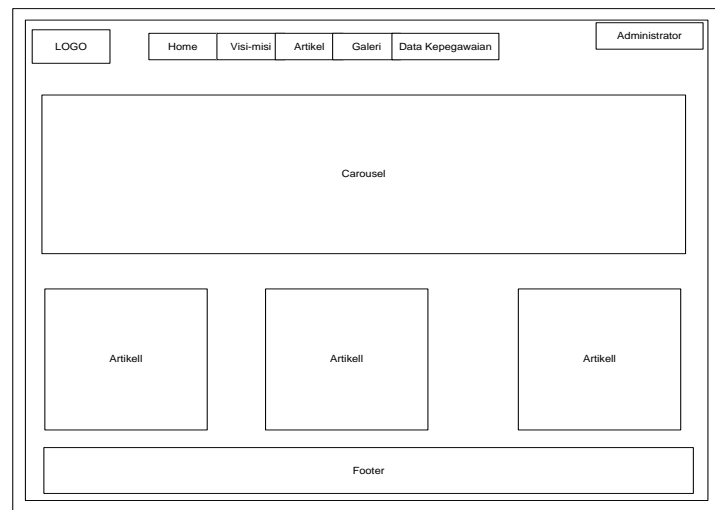 LOGO
Home
Visi-misi
Artikel
Galeri
Data Kepegawaian
Administrator
Carousel
Artikell
Artikell
Artikell
Footer